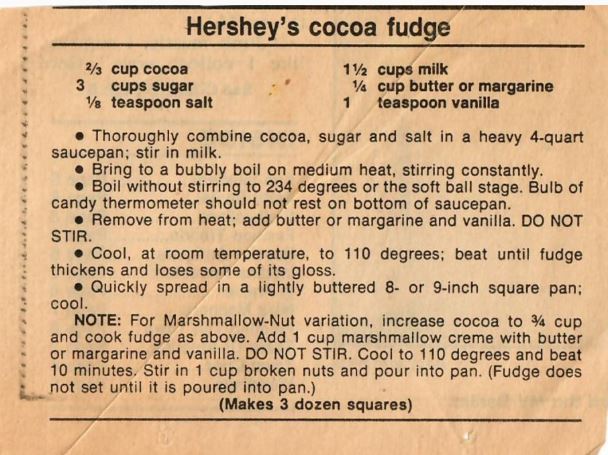 Hershey's cocoa fudge
⅔ cup cocoa
3 cups sugar
⅛ teaspoon salt
1½ cups milk
¼ cup butter or margarine
1 teaspoon vanilla
● Thoroughly combine cocoa, sugar and salt in a heavy 4-quart
saucepan; stir in milk.
● Bring to a bubbly boil on medium heat, stirring constantly.
● Boil without stirring to 234 degrees or the soft ball stage. Bulb of
candy thermometer should not rest on bottom of saucepan.
● Remove from heat; add butter or margarine and vanilla. DO NOT
STIR.
● Cool, at room temperature, to 110 degrees; beat until fudge
thickens and loses some of its gloss.
● Quickly spread in a lightly buttered 8- or 9-inch square pan;
cool.
NOTE: For Marshmallow-Nut variation, increase cocoa to ¾ cup
and cook fudge as above. Add 1 cup marshmallow creme with butter
or margarine and vanilla. DO NOT STIR. Cool to 110 degrees and beat
10 minutes. Stir in 1 cup broken nuts and pour into pan. (Fudge does
not set until it is poured into pan.)
(Makes 3 dozen squares)